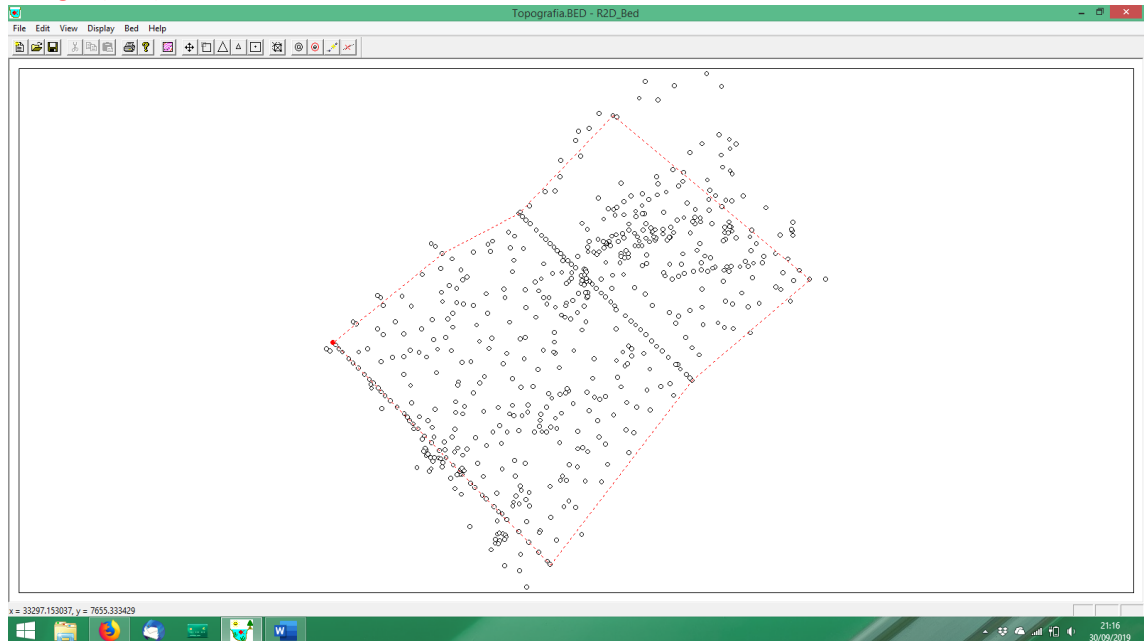 Topografia.BED - R2D_Bed
File Edit View Display Bed Help
x = 33297.153037, y = 7655.333429
21:16
30/09/2019